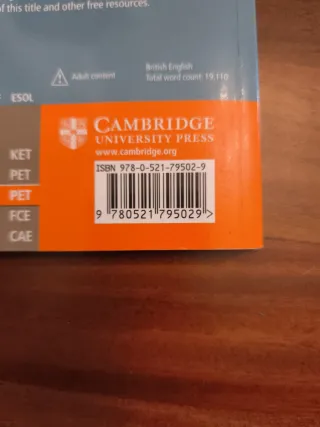 of this title and other free resources.
Adult content
British English
Total word count: 19,110
ESOL
CAMBRIDGE
UNIVERSITY PRESS
www.cambridge.org
KET
PET
PET
FCE
CAE
ISBN 978-0-521-79502-9
9 780521 795029>